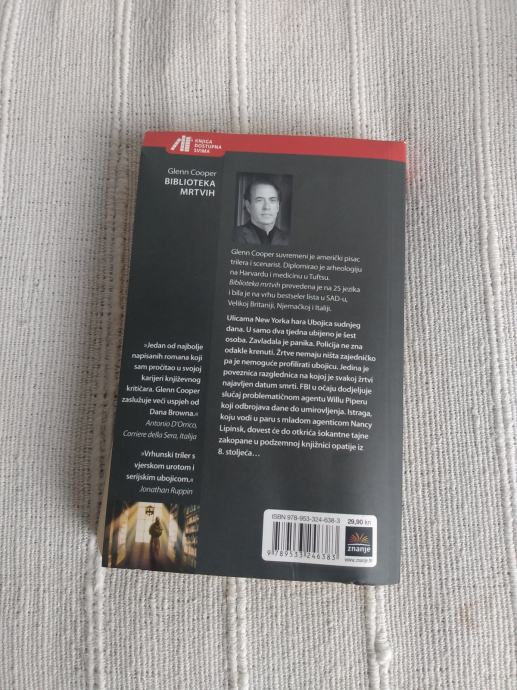 KNJIGA
DOSTUPNA
SVIMA
Glenn Cooper
BIBLIOTEKA
MRTVIH
Glenn Cooper suvremeni je američki pisac
trilera i scenarist. Diplomirao je arheologiju
na Harvardu i medicinu u Tuftsu.
Biblioteka mrtvih prevedena je na 25 jezika
i bila je na vrhu bestseler lista u SAD-u,
Velikoj Britaniji, Njemačkoj i Italiji.
Ulicama New Yorka hara Ubojica sudnjeg
dana. U samo dva tjedna ubijeno je šest
osoba. Zavladala je panika. Policija ne zna
odakle krenuti. Žrtve nemaju ništa zajedničko
pa je nemoguće profilirati ubojicu. Jedina je
poveznica razglednica na kojoj je svakoj žrtvi
najavljen datum smrti. FBI u očaju dodjeljuje
slučaj problematičnom agentu Willu Piperu
koji odbrojava dane do umirovljenja. Istraga,
koju vodi u paru s mladom agenticom Nancy
Lipinsk, dovest će do otkrića šokantne tajne
zakopane u podzemnoj knjižnici opatije iz
8. stoljeća...
»Jedan od najbolje
napisanih romana koji
sam pročitao u svojoj
karijeri književnog
kritičara. Glenn Cooper
zaslužuje veći uspjeh od
Dana Browna.«
Antonio D'Orrico,
Corriere della Sera, Italija
»Vrhunski triler s
vjerskom urotom i
serijskim ubojicom.«
Jonathan Ruppin
ISBN 978-953-324-638-3
9 789533 246383
29,90 kn
znanje
www.znanje.hr